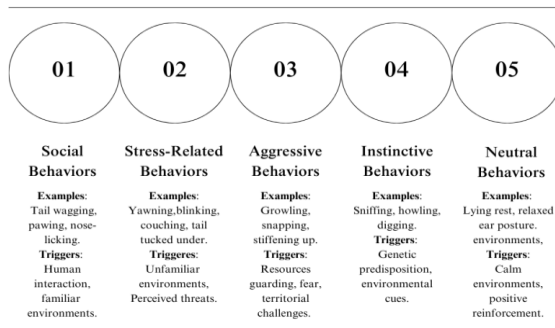 01
02
03
04
05
Social
Behaviors
Examples:
Tail wagging,
pawing, nose-
licking.
Triggers:
Human
interaction,
familiar
environments.
Stress-Related
Behaviors
Examples:
Yawning,blinking,
couching, tail
tucked under.
Triggeres:
Unfamiliar
environments,
Perceived threats.
Aggressive
Behaviors
Examples:
Growling,
snapping,
stiffening up.
Triggers:
Resources
guarding, fear,
territorial
challenges.
Instinctive
Behaviors
Examples:
Sniffing, howling,
digging.
Triggers:
Genetic
predisposition,
environmental
cues.
Neutral
Behaviors
Examples:
Lying rest, relaxed
ear posture.
environments,
Triggers:
Calm
environments,
positive
reinforcement.